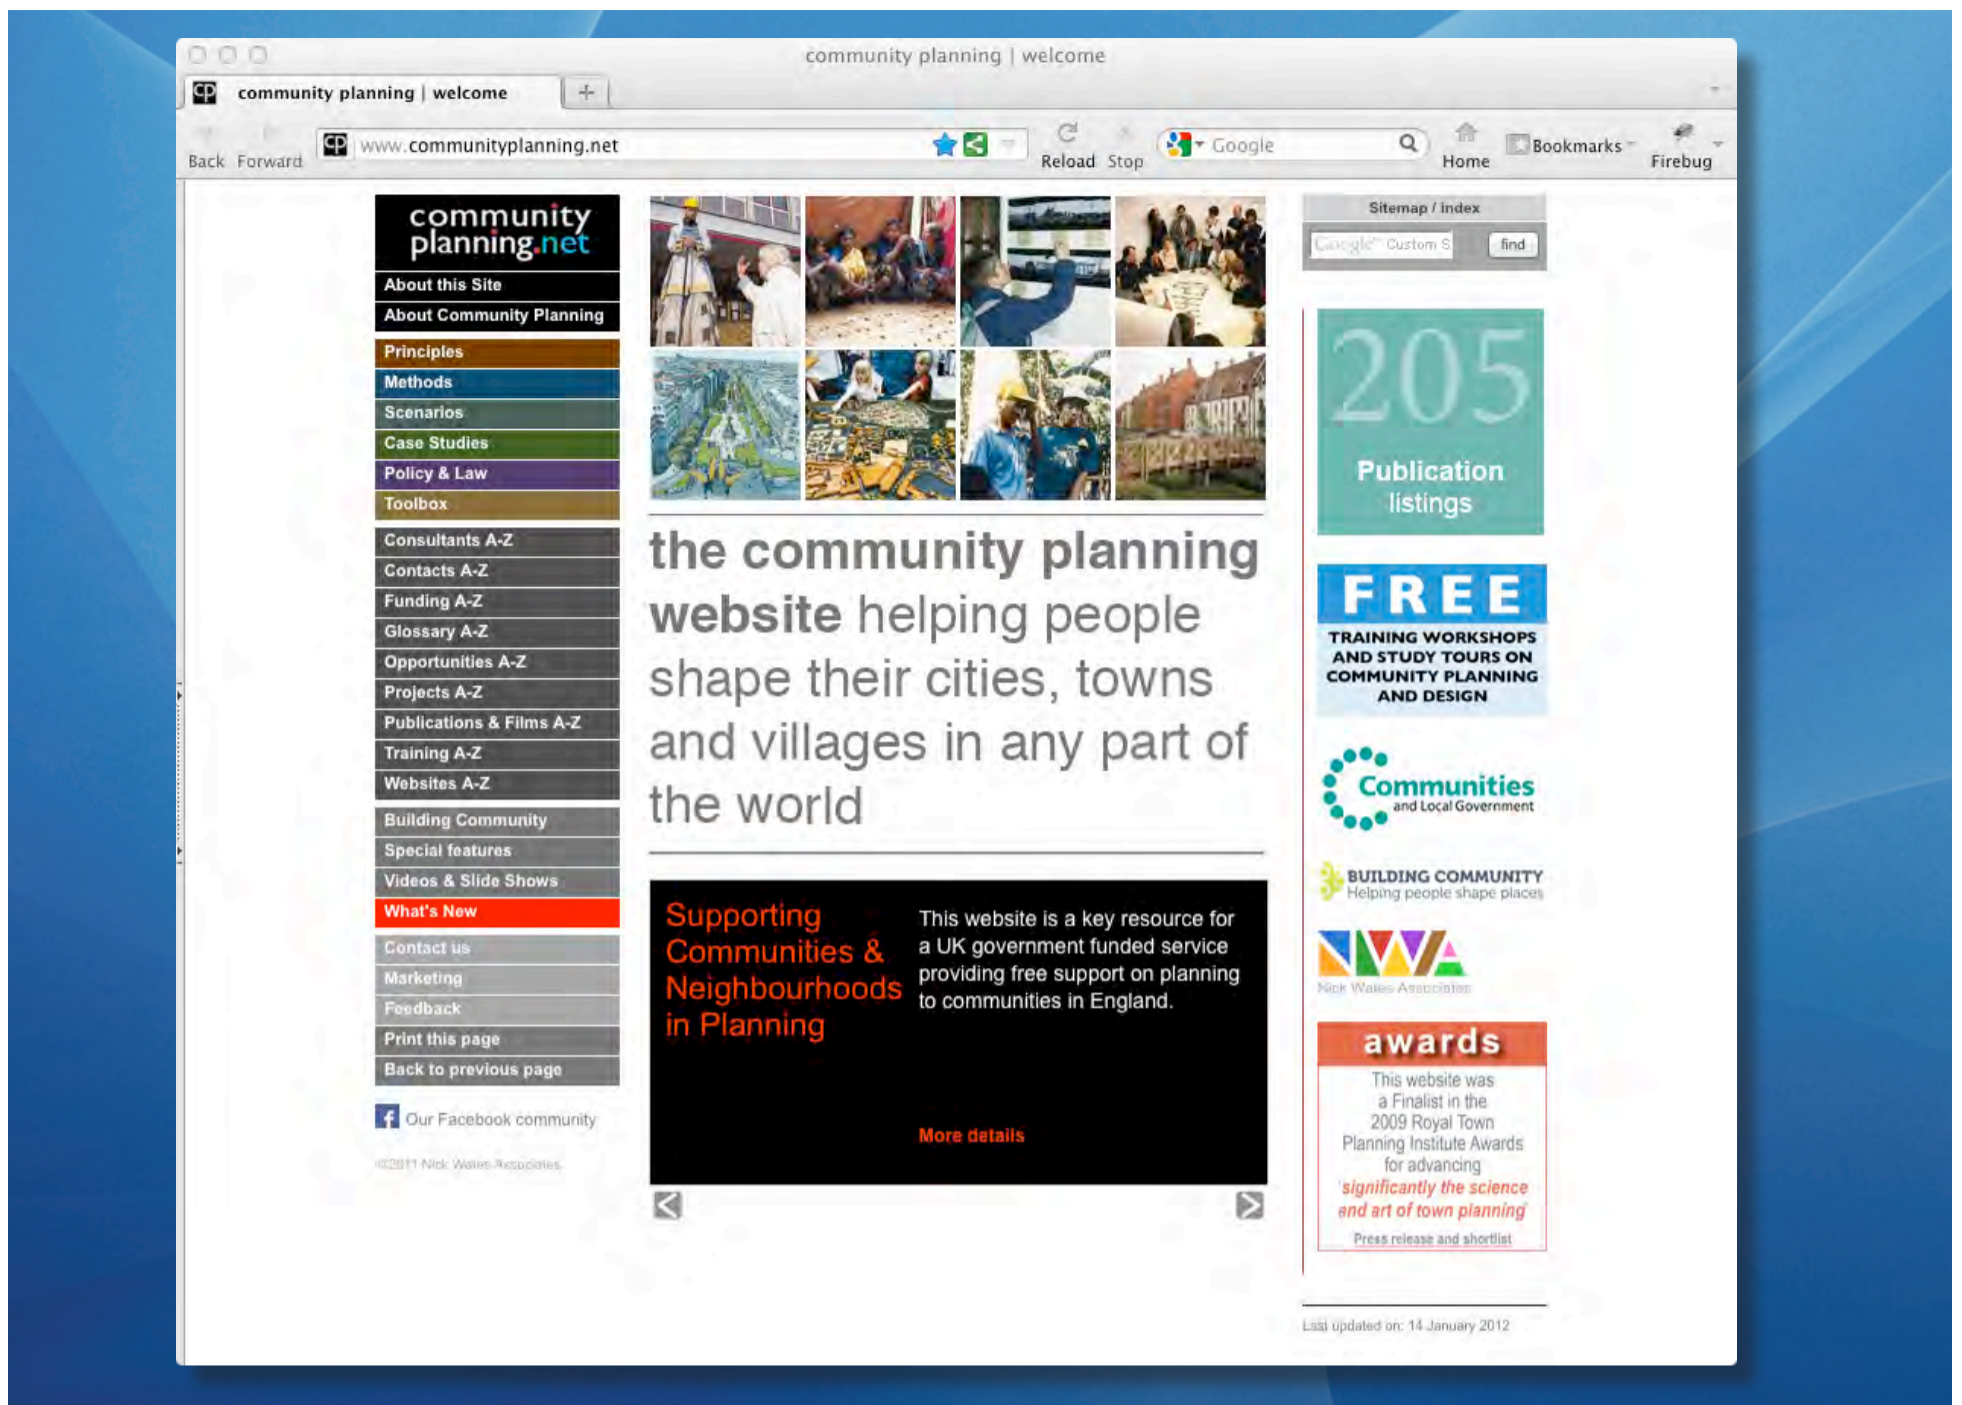 community planning | welcome
community planning | welcome
Back Forward
www.communityplanning.net
Reload Stop
Google
Home
Bookmarks
Firebug
community
planning.net
About this Site
About Community Planning
Principles
Methods
Scenarios
Case Studies
Policy & Law
Toolbox
Consultants A-Z
Contacts A-Z
Funding A-Z
Glossary A-Z
Opportunities A-Z
Projects A-Z
Publications & Films A-Z
Training A-Z
Websites A-Z
Building Community
Special features
Videos & Slide Shows
What's New
Contact us
Marketing
Feedback
Print this page
Back to previous page
Our Facebook community
©2011 Nick Wates Associates
the community planning
website helping people
shape their cities, towns
and villages in any part of
the world
Supporting
Communities &
Neighbourhoods
in Planning
This website is a key resource for
a UK government funded service
providing free support on planning
to communities in England.
More details
Sitemap / index
Google™ Custom S
find
205
Publication
listings
FREE
TRAINING WORKSHOPS
AND STUDY TOURS ON
COMMUNITY PLANNING
AND DESIGN
Communities
and Local Government
BUILDING COMMUNITY
Helping people shape places
NWA
Nick Wates Associates
awards
This website was
a Finalist in the
2009 Royal Town
Planning Institute Awards
for advancing
'significantly the science
and art of town planning'
Press release and shortlist
Last updated on: 14 January 2012